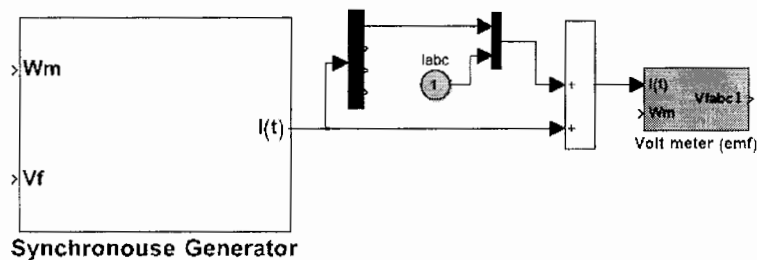 Iabc
1
Wm
I(t)
Vf
+
+
I(t)
Vfabc1
Wm
Volt meter (emf)
Synchronouse Generator